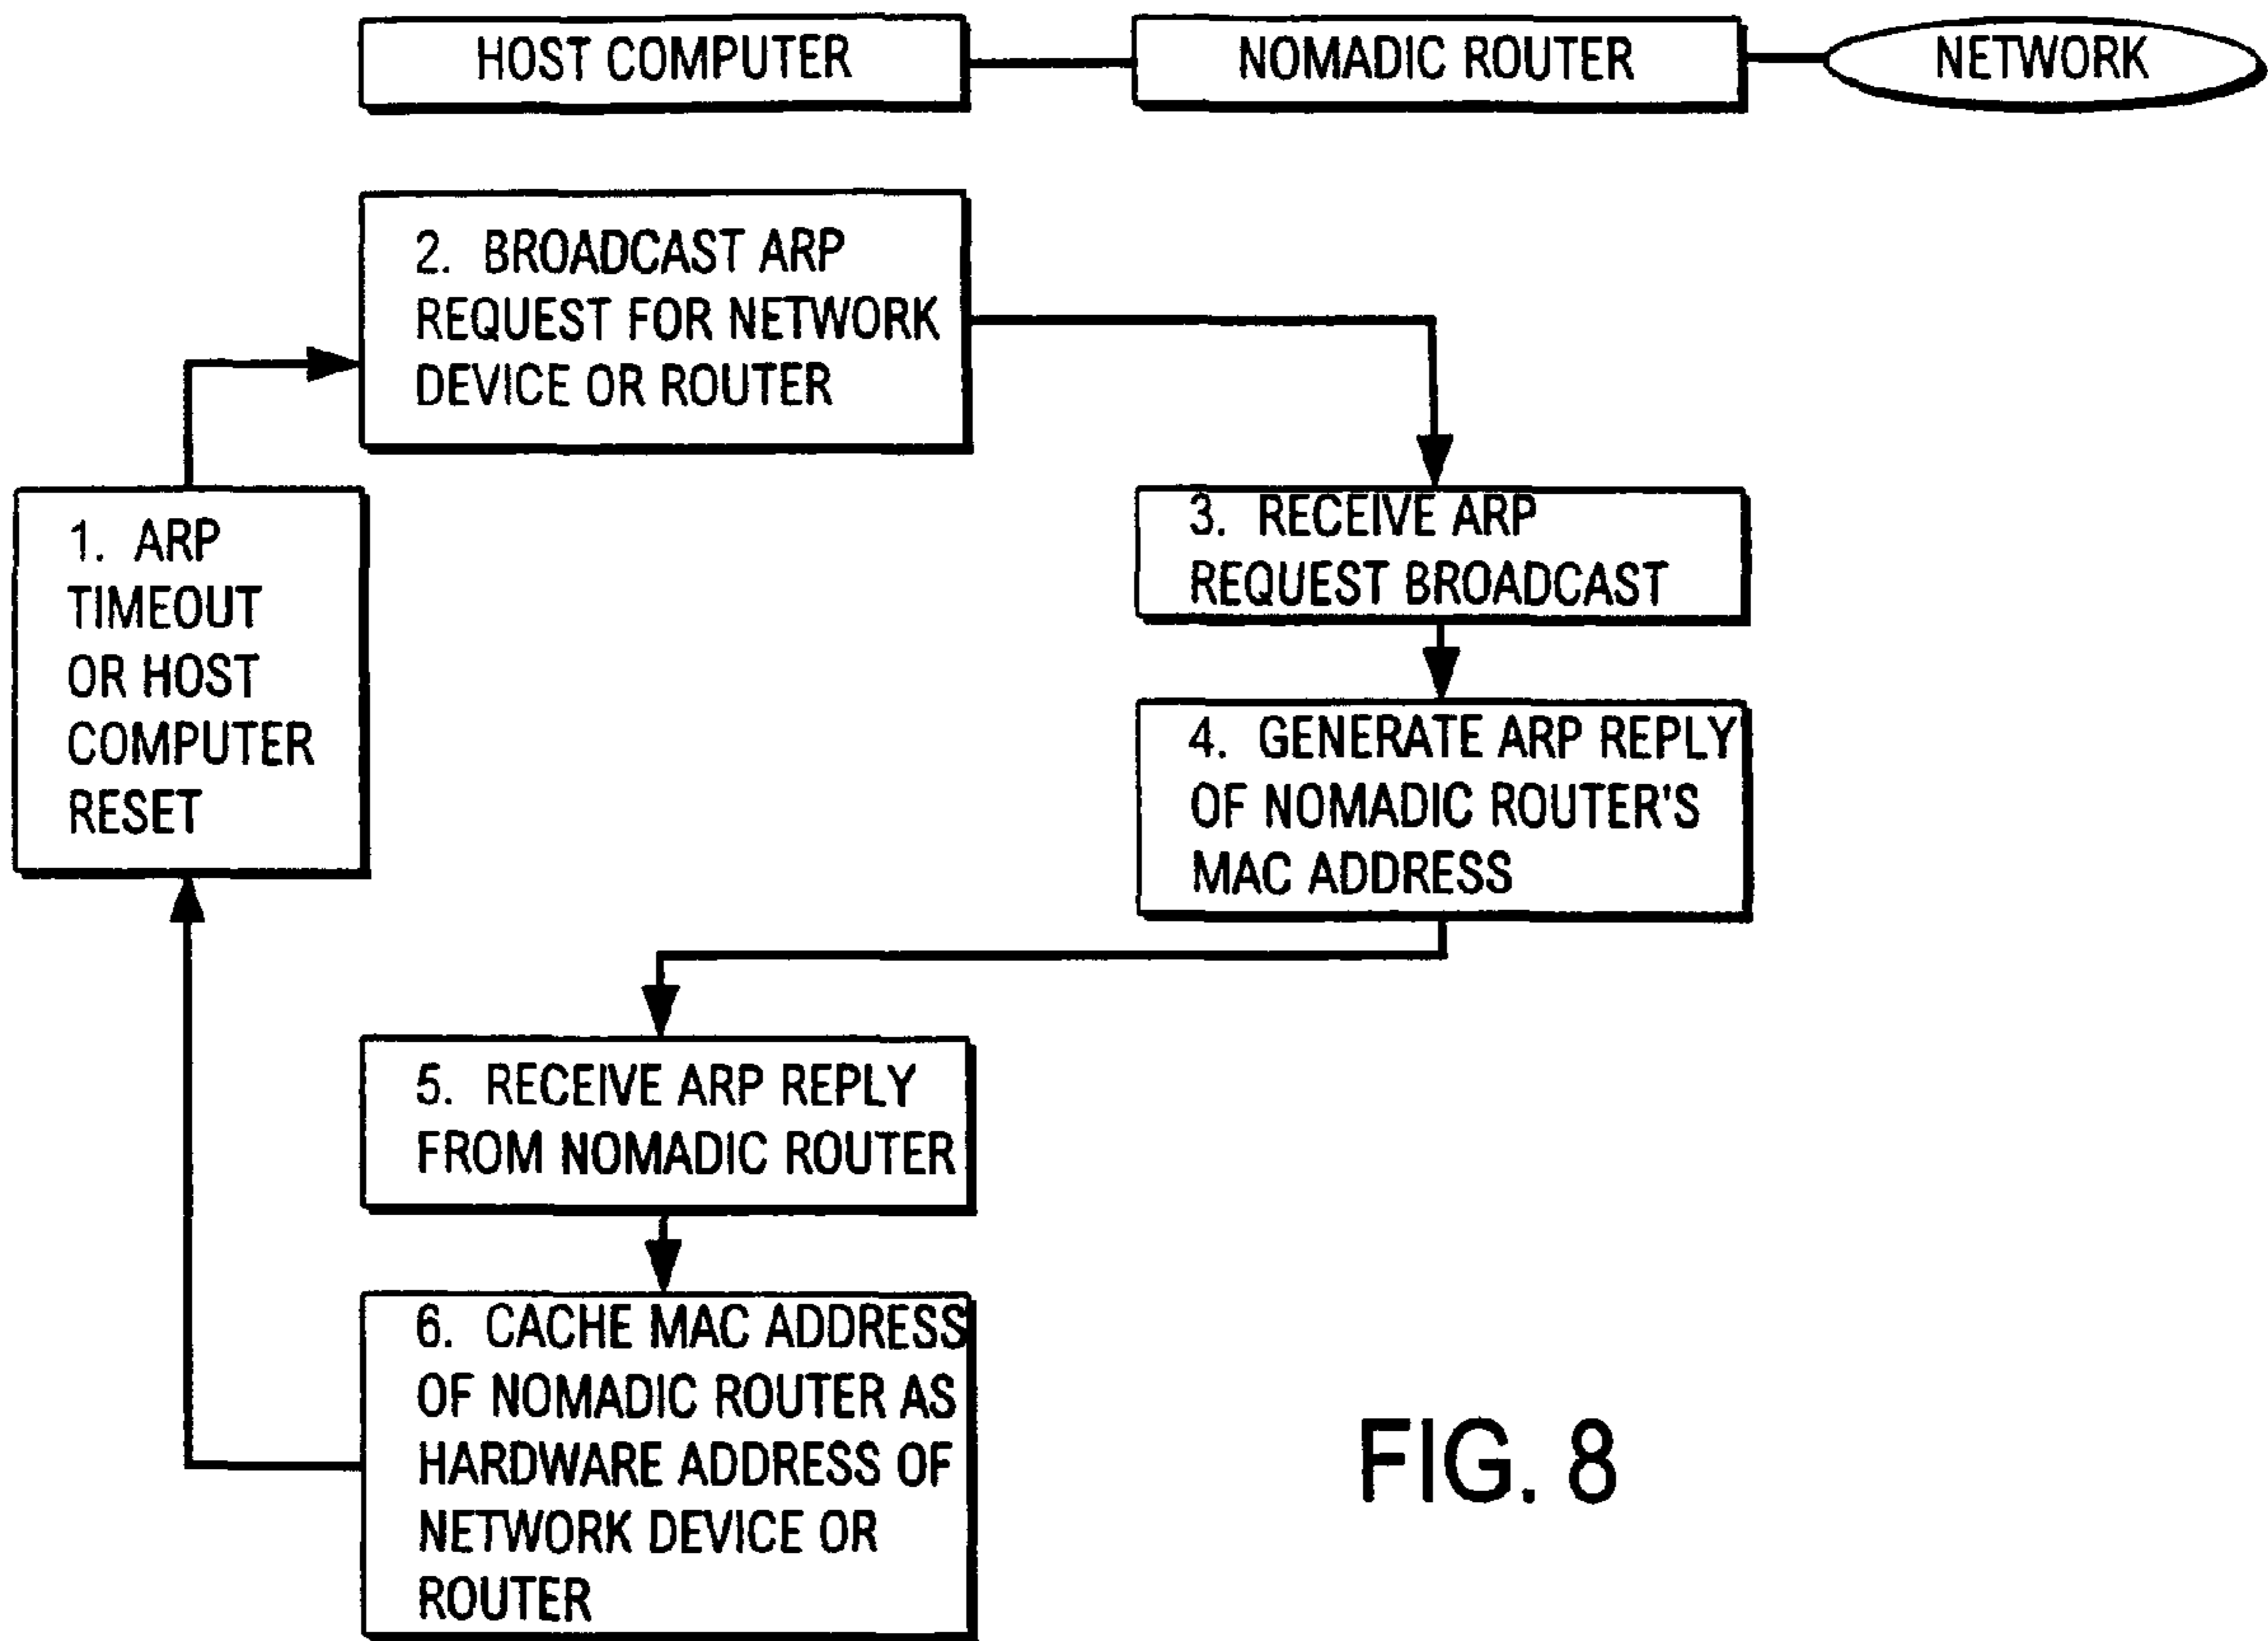 HOST COMPUTER
NOMADIC ROUTER
NETWORK
2. BROADCAST ARP
REQUEST FOR NETWORK
DEVICE OR ROUTER
1. ARP
TIMEOUT
OR HOST
COMPUTER
RESET
3. RECEIVE ARP
REQUEST BROADCAST
4. GENERATE ARP REPLY
OF NOMADIC ROUTER'S
MAC ADDRESS
5. RECEIVE ARP REPLY
FROM NOMADIC ROUTER
6. CACHE MAC ADDRESS
OF NOMADIC ROUTER AS
HARDWARE ADDRESS OF
NETWORK DEVICE OR
ROUTER
FIG. 8